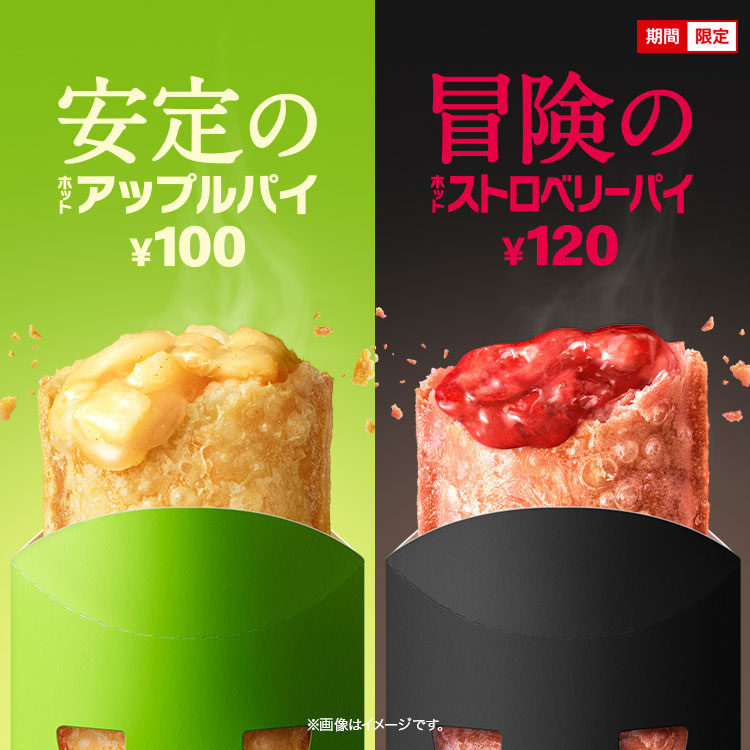 安定の
ホット アップルパイ
¥100
期間 限定
冒険の
ホット ストロベリーパイ
¥120
※画像はイメージです。